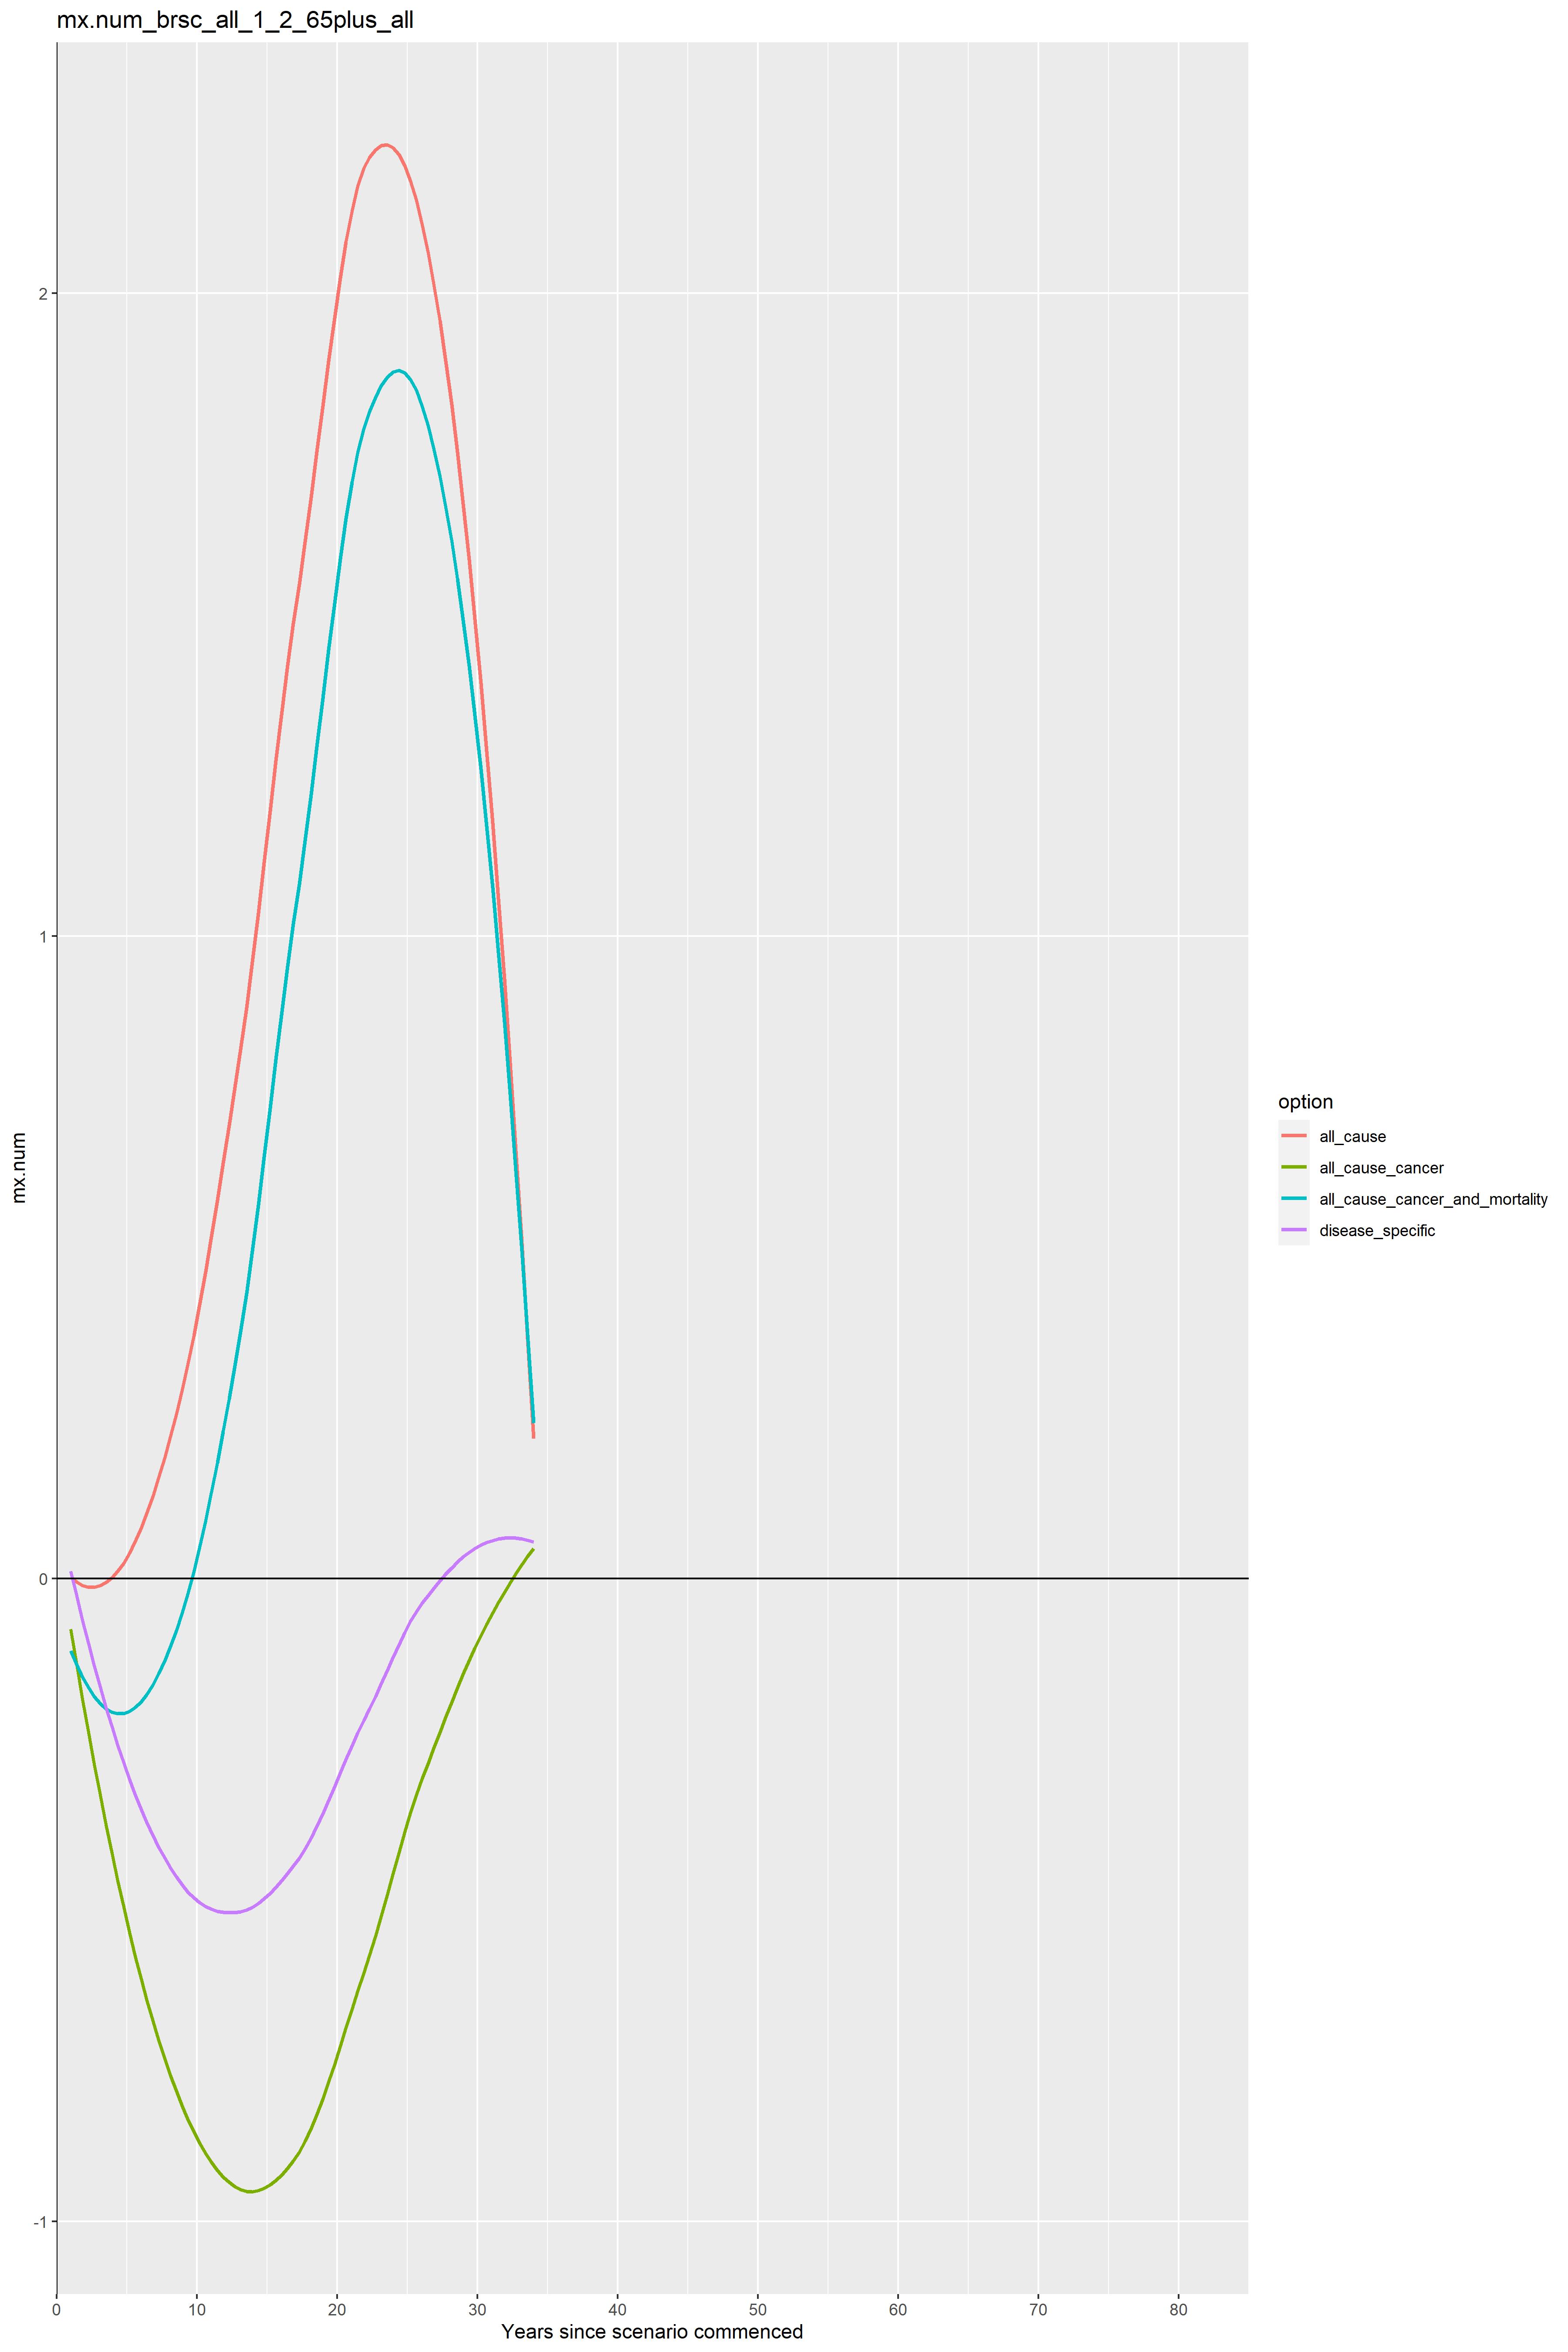 mx.num_brsc_all_1_2_65plus_all
mx.num
2
1
0
-1
0 10 20 30 40 50 60 70 80
Years since scenario commenced
option
all_cause
all_cause_cancer
all_cause_cancer_and_mortality
disease_specific